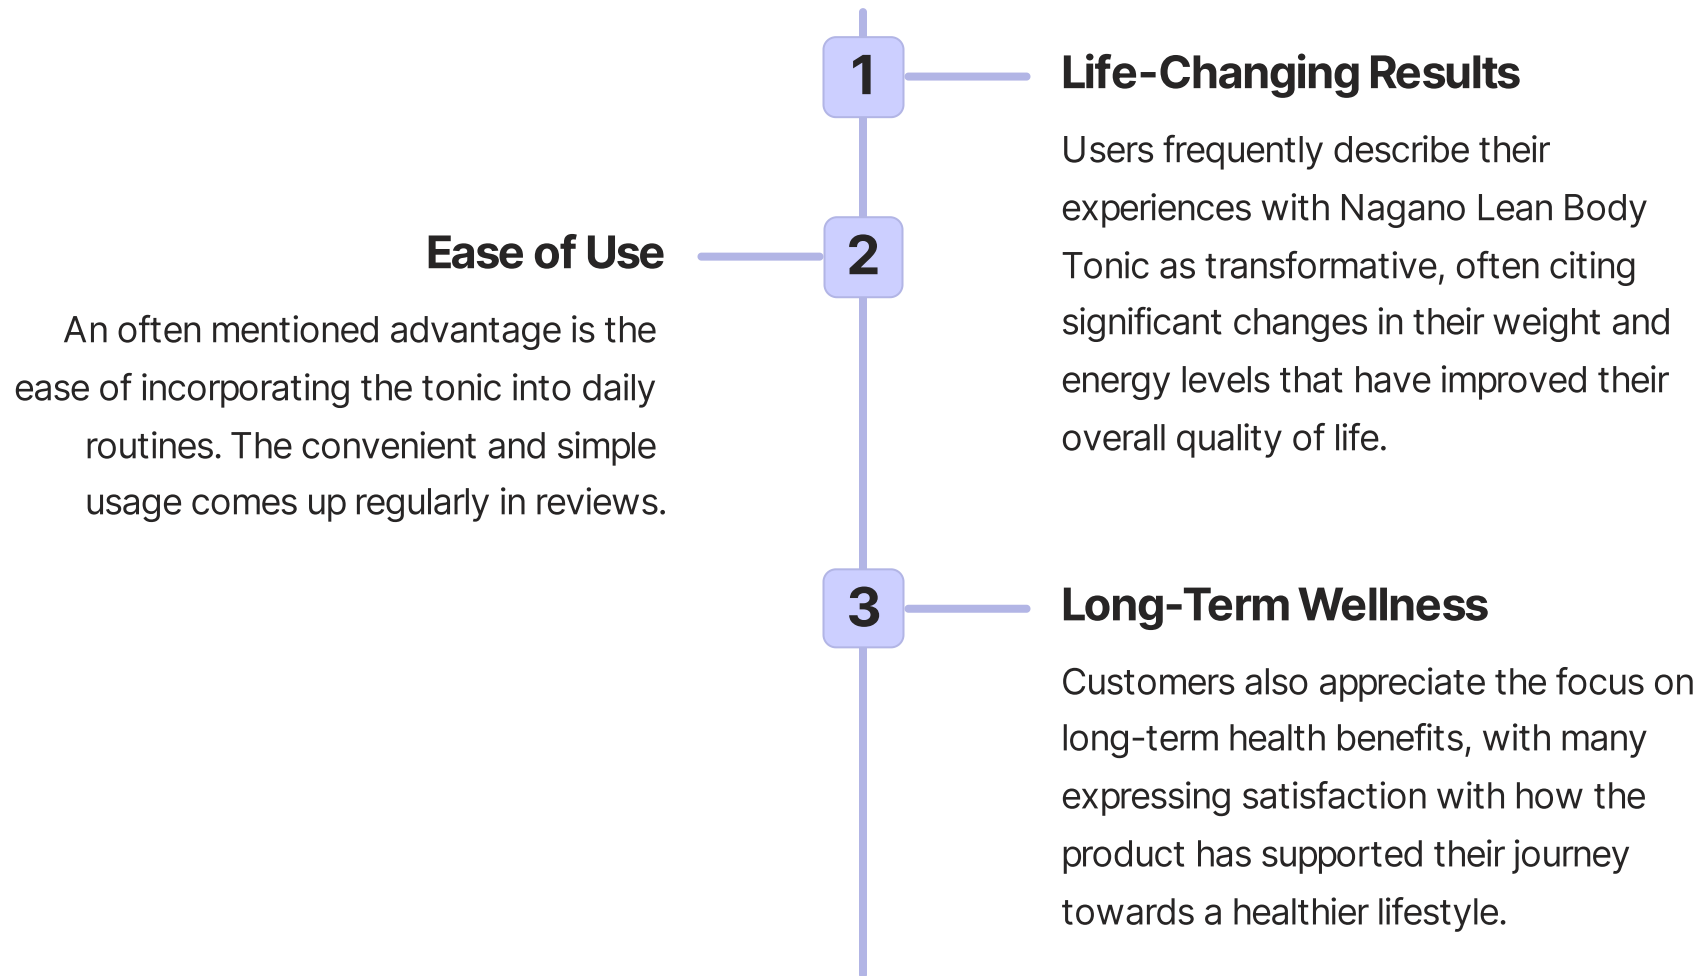 1
Life-Changing Results
Users frequently describe their
experiences with Nagano Lean Body
Tonic as transformative, often citing
significant changes in their weight and
energy levels that have improved their
overall quality of life.
2
Ease of Use
An often mentioned advantage is the
ease of incorporating the tonic into daily
routines. The convenient and simple
usage comes up regularly in reviews.
3
Long-Term Wellness
Customers also appreciate the focus on
long-term health benefits, with many
expressing satisfaction with how the
product has supported their journey
towards a healthier lifestyle.